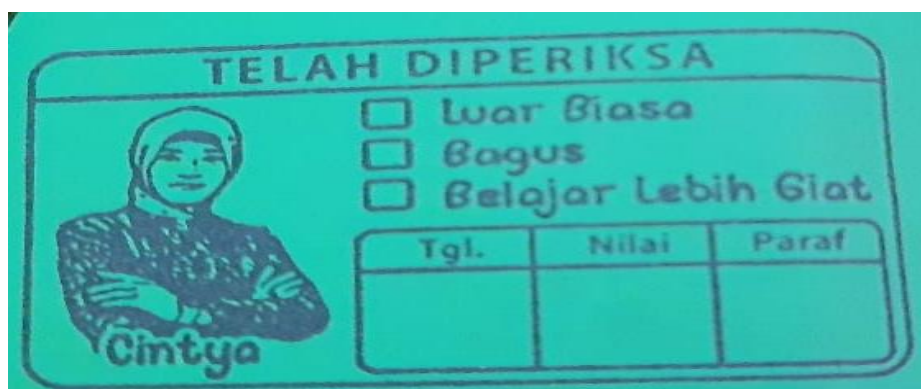 TELAH DIPERIKSA
Luar Biasa
Bagus
Belajar Lebih Giat
Tgl. Nilai Paraf
Cintya